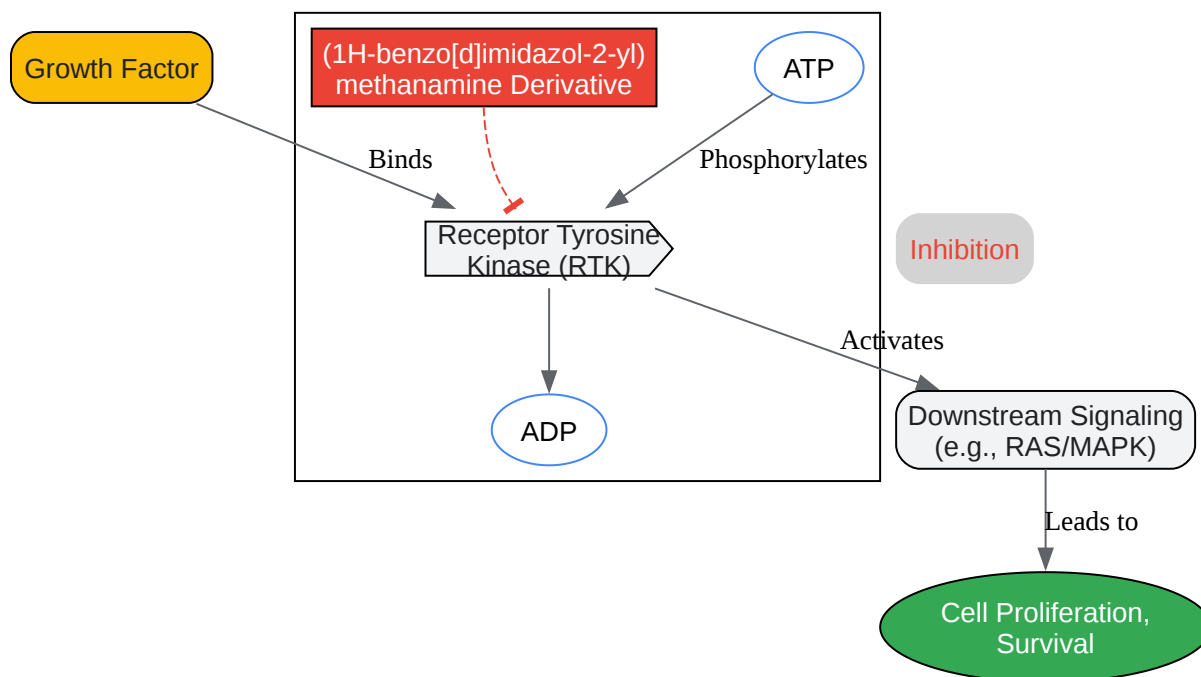 Growth Factor
(1H-benzo[d]imidazol-2-yl)
methanamine Derivative
ATP
Binds
Phosphorylates
Receptor Tyrosine
Kinase (RTK)
Inhibition
Activates
ADP
Downstream Signaling
(e.g., RAS/MAPK)
Leads to
Cell Proliferation,
Survival